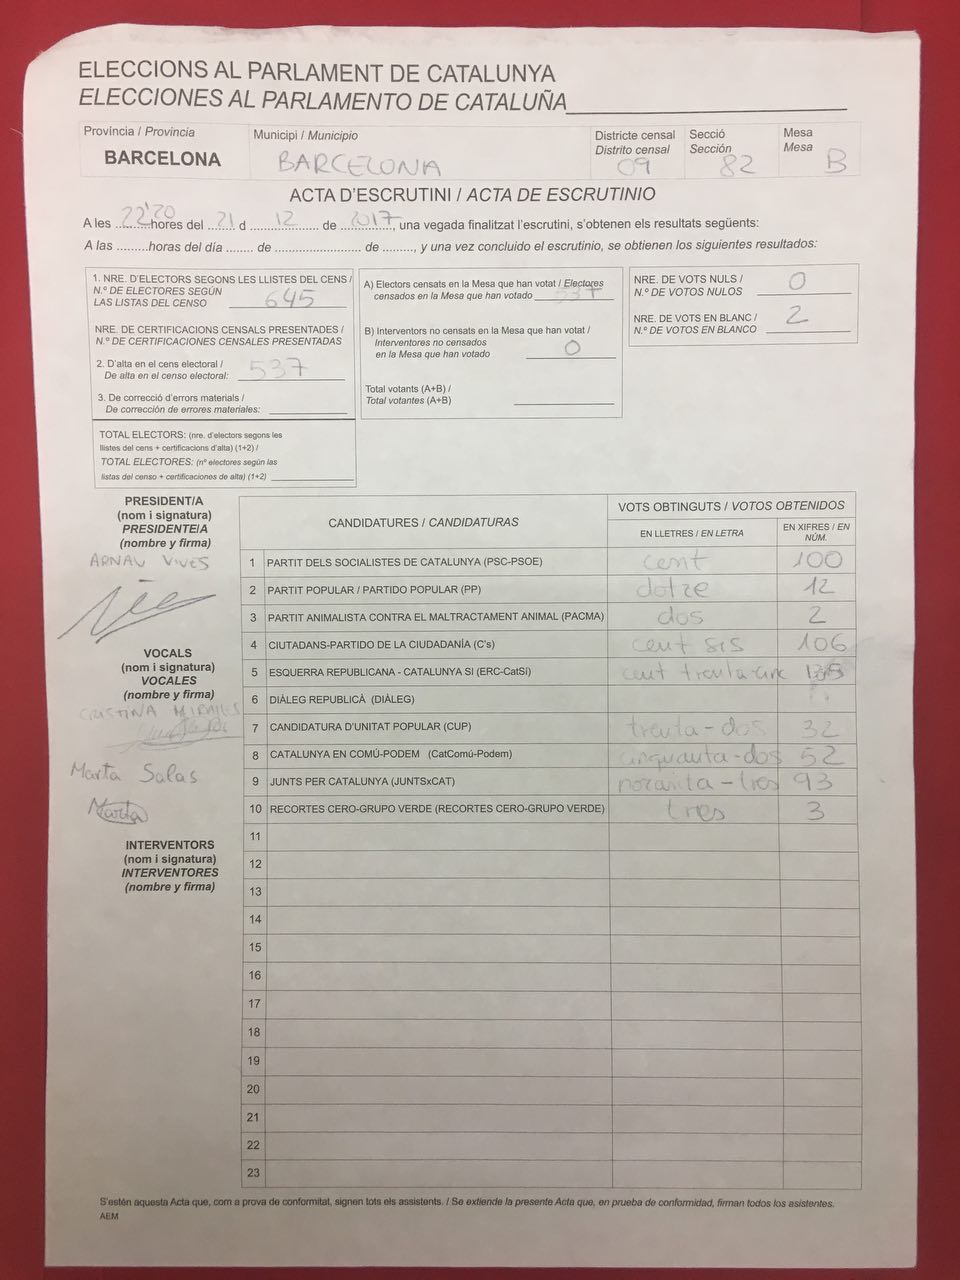 ELECCIONS AL PARLAMENT DE CATALUNYA
ELECCIONES AL PARLAMENTO DE CATALUÑA
Província / Provincia
BARCELONA
Municipi / Municipio
BARCELONA
Districte censal
Distrito censal
09
Secció
Sección
82
Mesa
Mesa
B
ACTA D'ESCRUTINI / ACTA DE ESCRUTINIO
A les 22'20 hores del 21 d 12 de 2017, una vegada finalitzat l'escrutini, s'obtenen els resultats següents:
A las .........horas del día ........ de ........................ de ........., y una vez concluido el escrutinio, se obtienen los siguientes resultados:
1. NRE. D'ELECTORS SEGONS LES LLISTES DEL CENS /
N.º DE ELECTORES SEGÚN
LAS LISTAS DEL CENSO 645
NRE. DE CERTIFICACIONS CENSALS PRESENTADES /
N.º DE CERTIFICACIONES CENSALES PRESENTADAS
2. D'alta en el cens electoral /
De alta en el censo electoral: 537
3. De correcció d'errors materials /
De corrección de errores materiales:
TOTAL ELECTORS: (nre. d'electors segons les
llistes del cens + certificacions d'alta) (1+2) /
TOTAL ELECTORES: (nº electores según las
listas del censo + certificaciones de alta) (1+2)
A) Electors censats en la Mesa que han votat / Electores
censados en la Mesa que han votado 537
B) Interventors no censats en la Mesa que han votat /
Interventores no censados
en la Mesa que han votado 0
Total votants (A+B) /
Total votantes (A+B)
NRE. DE VOTS NULS /
N.º DE VOTOS NULOS 0
NRE. DE VOTS EN BLANC /
N.º DE VOTOS EN BLANCO 2
PRESIDENT/A
(nom i signatura)
PRESIDENTE/A
(nombre y firma)
ARNAU VIVES
VOCALS
(nom i signatura)
VOCALES
(nombre y firma)
CRISTINA MIRALLES
Marta Salas
Marta
INTERVENTORS
(nom i signatura)
INTERVENTORES
(nombre y firma)
CANDIDATURES / CANDIDATURAS
VOTS OBTINGUTS / VOTOS OBTENIDOS
EN LLETRES / EN LETRA
EN XIFRES / EN
NÚM.
1 PARTIT DELS SOCIALISTES DE CATALUNYA (PSC-PSOE) cent 100
2 PARTIT POPULAR / PARTIDO POPULAR (PP) dotze 12
3 PARTIT ANIMALISTA CONTRA EL MALTRACTAMENT ANIMAL (PACMA) dos 2
4 CIUTADANS-PARTIDO DE LA CIUDADANÍA (C's) cent sis 106
5 ESQUERRA REPUBLICANA - CATALUNYA SI (ERC-CatSí) cent trenta-cinc 135
6 DIÀLEG REPUBLICÀ (DIÀLEG)
7 CANDIDATURA D'UNITAT POPULAR (CUP) trenta-dos 32
8 CATALUNYA EN COMÚ-PODEM (CatComú-Podem) cinquanta-dos 52
9 JUNTS PER CATALUNYA (JUNTSxCAT) noranta-tres 93
10 RECORTES CERO-GRUPO VERDE (RECORTES CERO-GRUPO VERDE) tres 3
11
12
13
14
15
16
17
18
19
20
21
22
23
S'estén aquesta Acta que, com a prova de conformitat, signen tots els assistents. / Se extiende la presente Acta que, en prueba de conformidad, firman todos los asistentes.
AEM